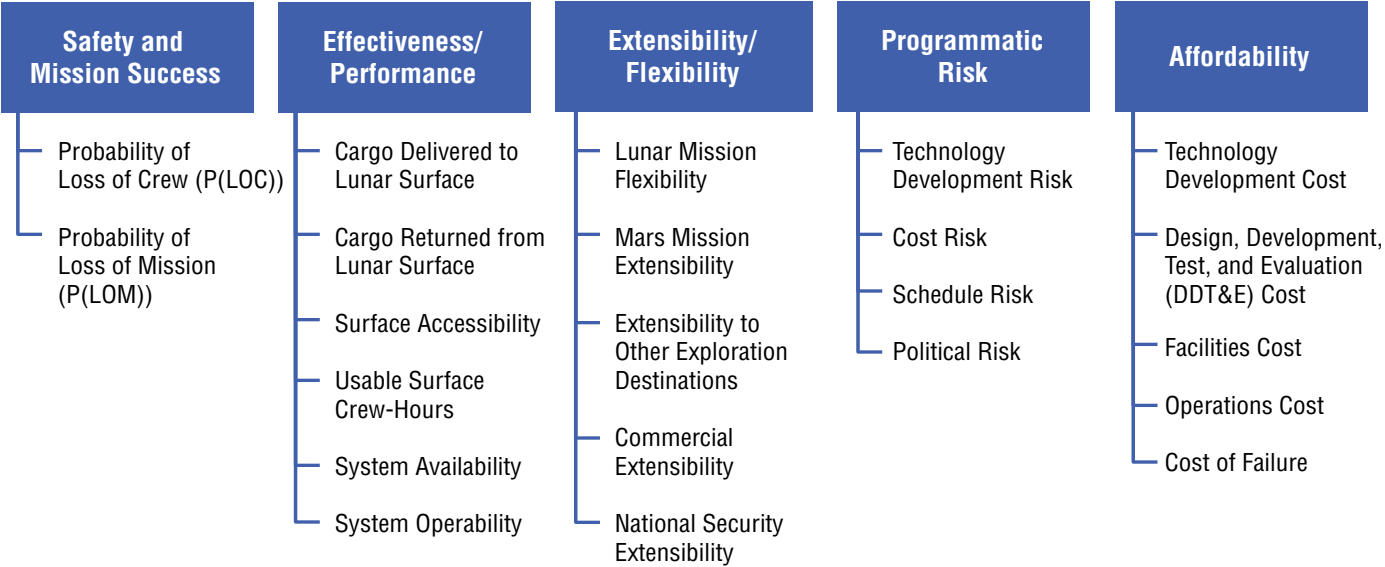 Safety and
Mission Success
Probability of
Loss of Crew (P(LOC))
Probability of
Loss of Mission
(P(LOM))
Effectiveness/
Performance
Cargo Delivered to
Lunar Surface
Cargo Returned from
Lunar Surface
Surface Accessibility
Usable Surface
Crew-Hours
System Availability
System Operability
Extensibility/
Flexibility
Lunar Mission
Flexibility
Mars Mission
Extensibility
Extensibility to
Other Exploration
Destinations
Commercial
Extensibility
National Security
Extensibility
Programmatic
Risk
Technology
Development Risk
Cost Risk
Schedule Risk
Political Risk
Affordability
Technology
Development Cost
Design, Development,
Test, and Evaluation
(DDT&E) Cost
Facilities Cost
Operations Cost
Cost of Failure